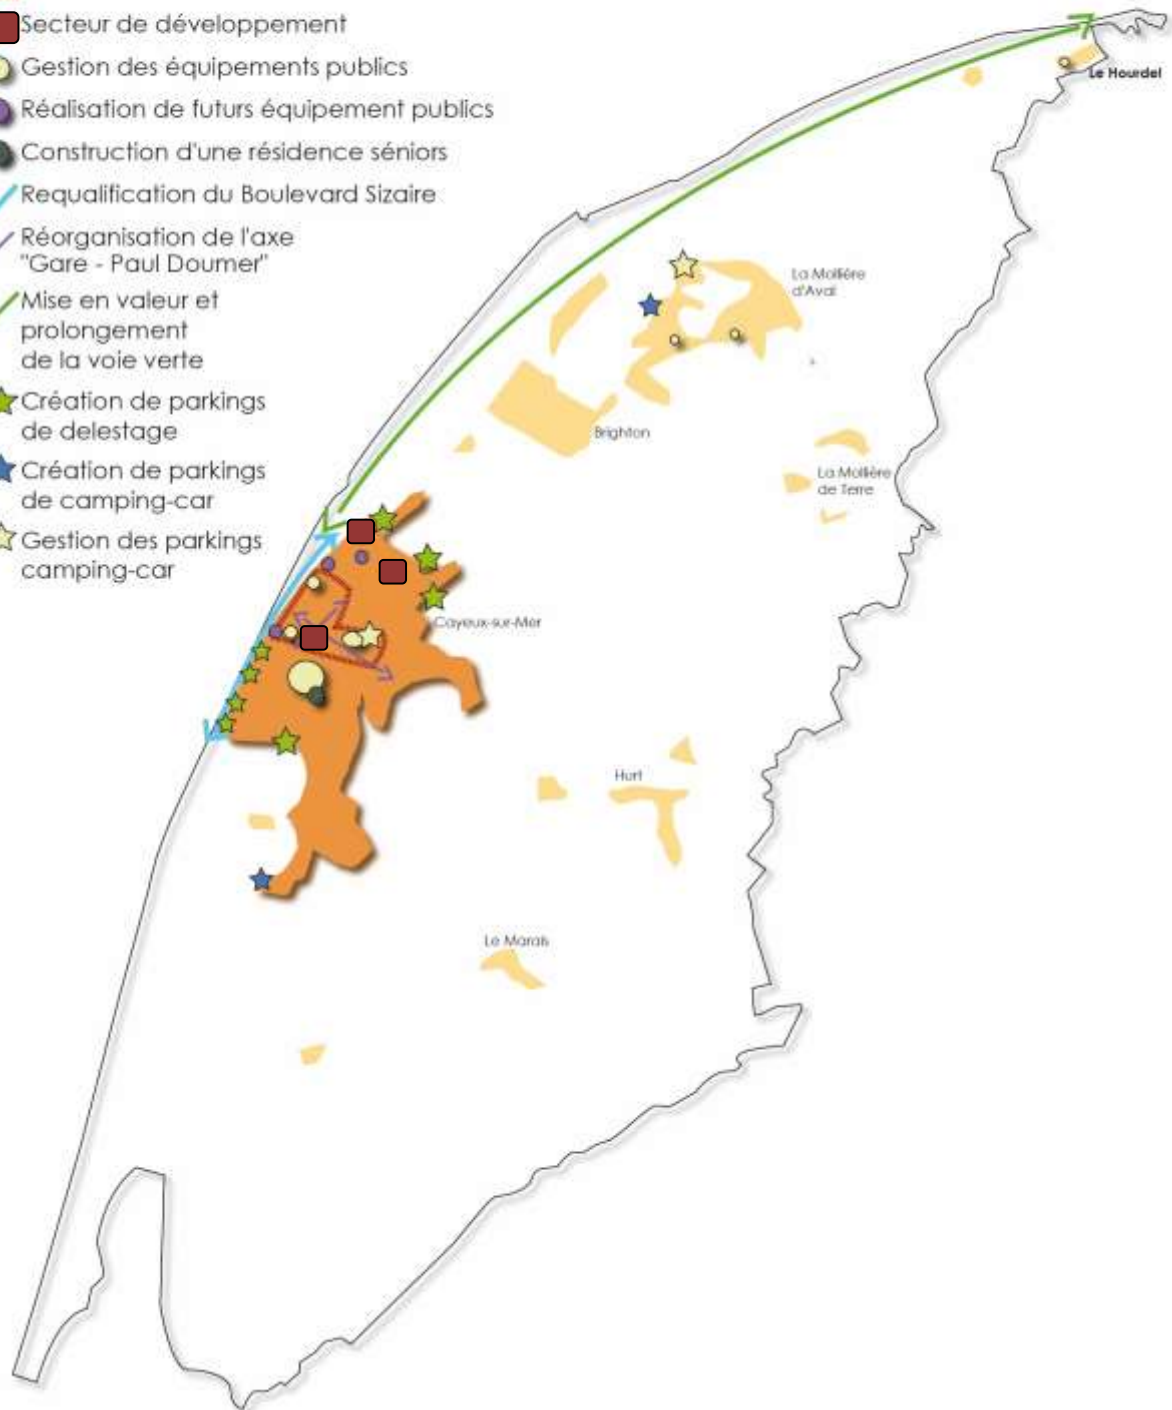 Secteur de développement
Gestion des équipements publics
Réalisation de futurs équipement publics
Construction d'une résidence séniors
Requalification du Boulevard Sizaire
Réorganisation de l'axe
"Gare - Paul Doumer"
Mise en valeur et
prolongement
de la voie verte
Création de parkings
de delestage
Création de parkings
de camping-car
Gestion des parkings
camping-car
Le Hourdel
La Mollière
d'Aval
Brighton
La Mollière
de Terre
Cayeux-sur-Mer
Hurt
Le Marais